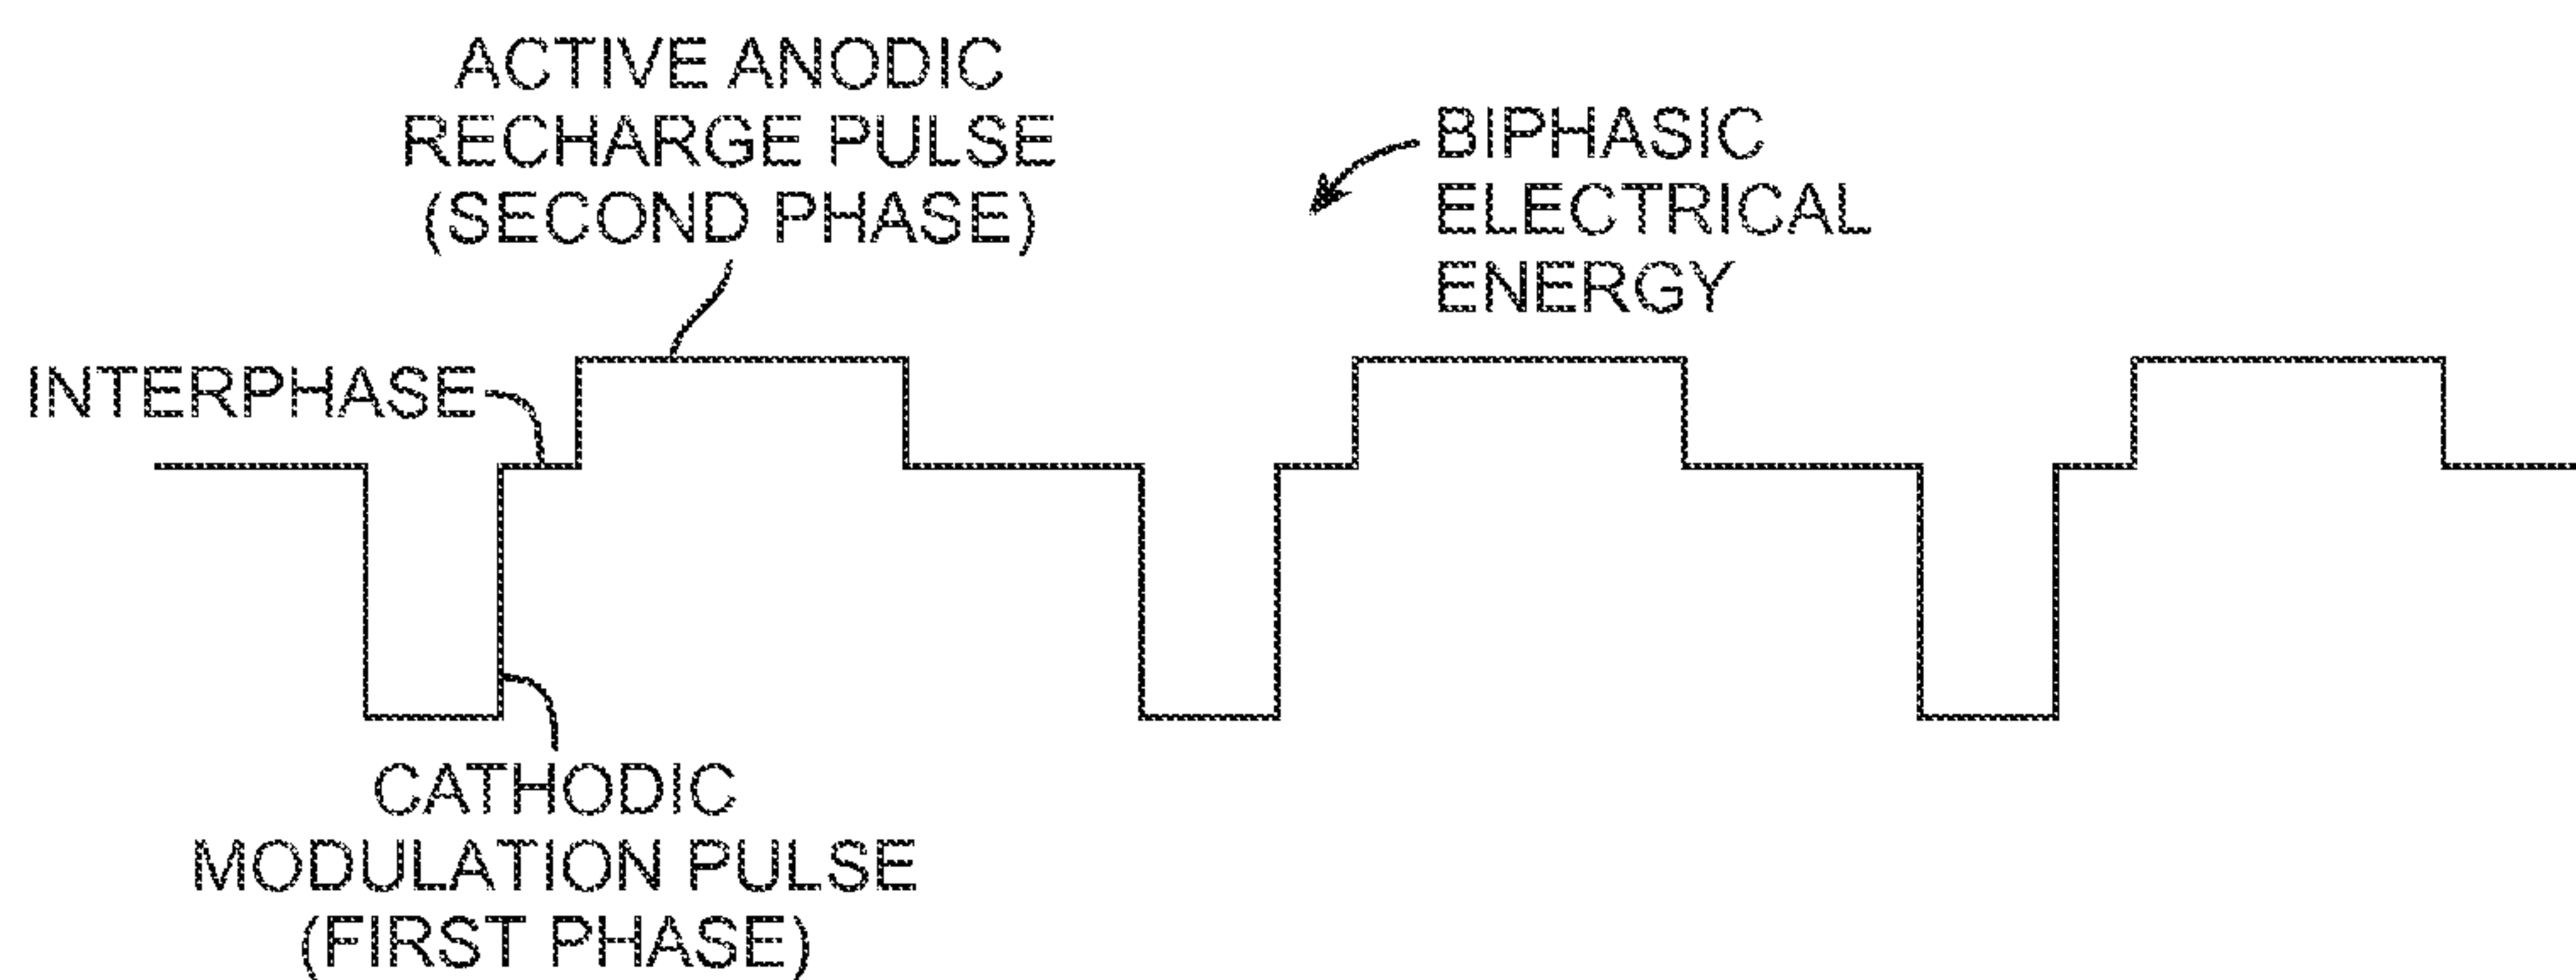 ACTIVE ANODIC
RECHARGE PULSE
(SECOND PHASE)
BIPHASIC
ELECTRICAL
ENERGY
INTERPHASE
CATHODIC
MODULATION PULSE
(FIRST PHASE)